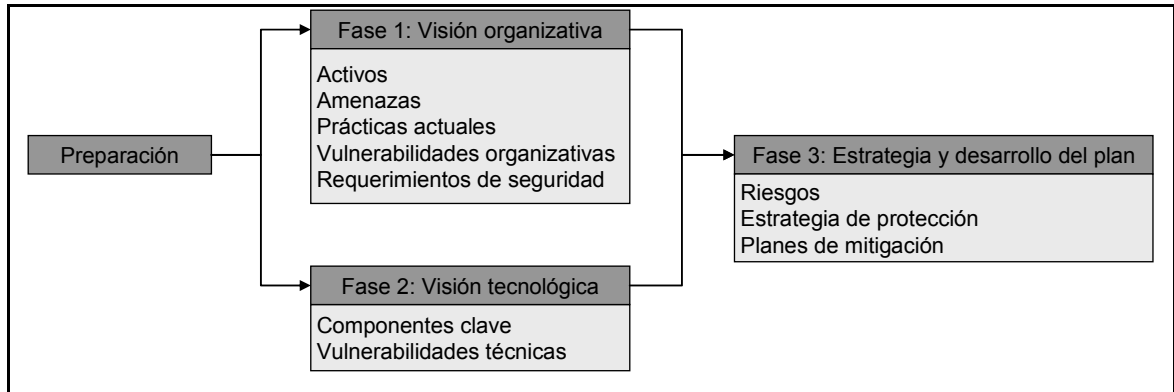 Preparación
Fase 1: Visión organizativa
Activos
Amenazas
Prácticas actuales
Vulnerabilidades organizativas
Requerimientos de seguridad
Fase 2: Visión tecnológica
Componentes clave
Vulnerabilidades técnicas
Fase 3: Estrategia y desarrollo del plan
Riesgos
Estrategia de protección
Planes de mitigación